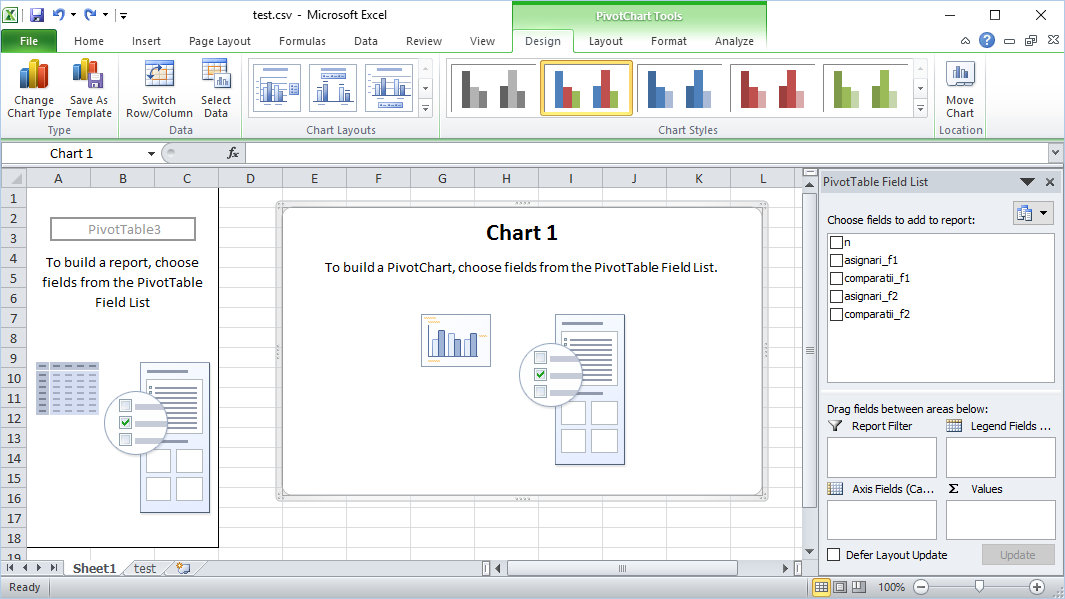 test.csv - Microsoft Excel
PivotChart Tools
File Home Insert Page Layout Formulas Data Review View Design Layout Format Analyze
Change Chart Type
Save As Template
Switch Row/Column
Select Data
Move Chart
Type Data Chart Layouts Chart Styles Location
Chart 1
fx
A B C D E F G H I J K L
1
2
3
4
5
6
7
8
9
10
11
12
13
14
15
16
17
18
19
PivotTable3
To build a report, choose
fields from the PivotTable
Field List
Chart 1
To build a PivotChart, choose fields from the PivotTable Field List.
PivotTable Field List
Choose fields to add to report:
n
asignari_f1
comparatii_f1
asignari_f2
comparatii_f2
Drag fields between areas below:
Report Filter
Legend Fields ...
Axis Fields (Ca...
Σ Values
Defer Layout Update
Update
Sheet1 test
Ready
100%